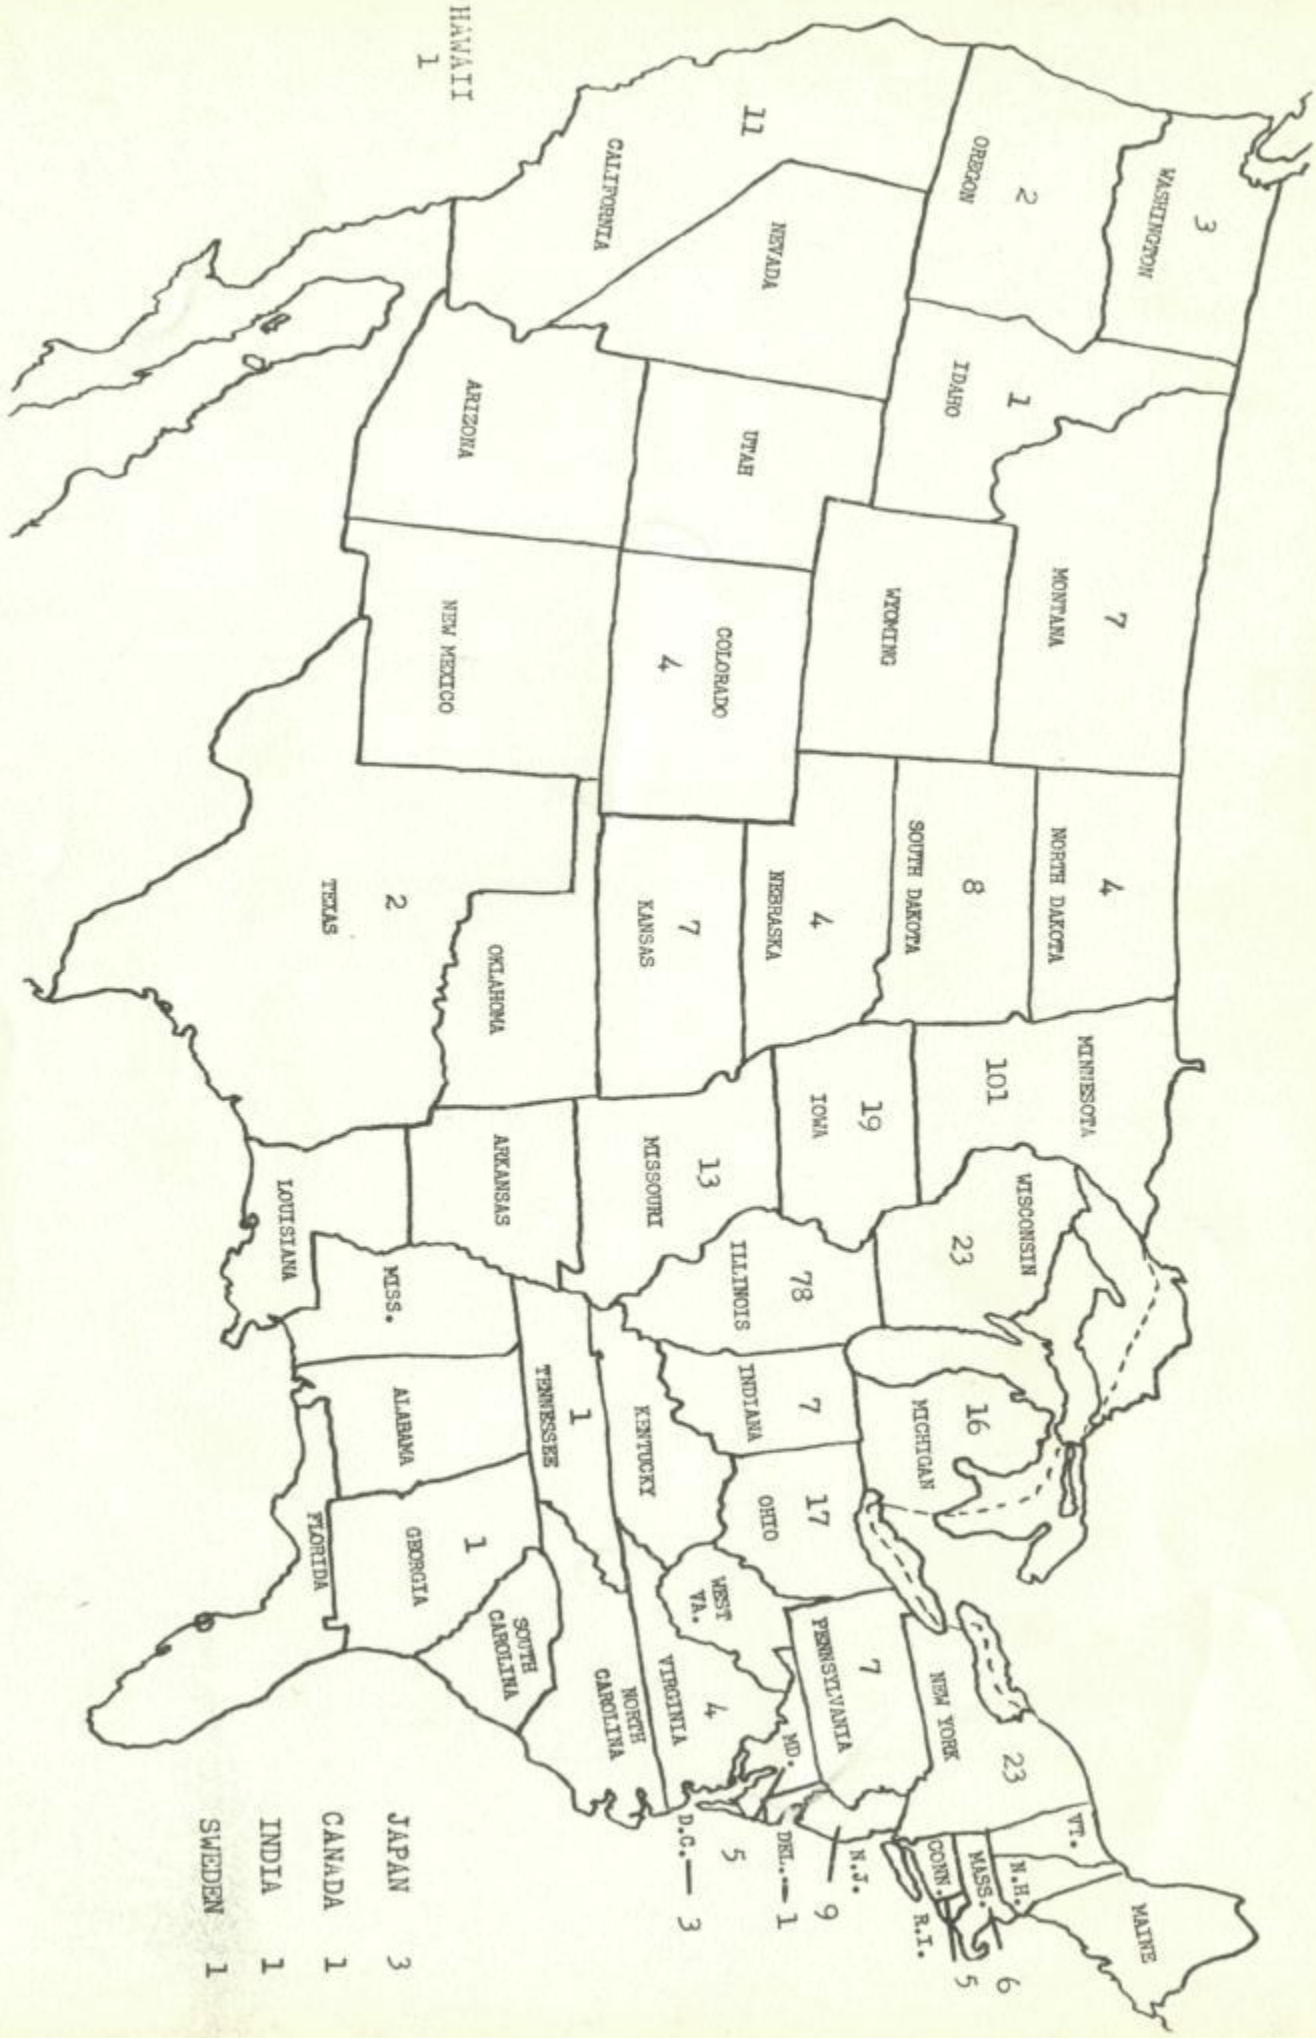 WASHINGTON
3
OREGON
2
IDAHO
1
MONTANA
7
NORTH DAKOTA
4
SOUTH DAKOTA
8
MINNESOTA
101
WISCONSIN
23
MICHIGAN
16
NEW YORK
23
VT.
N.H.
MAINE
MASS.
6
CONN.
5
R.I.
N.J.
9
PENNSYLVANIA
7
DEL.—1
MD.
5
D.C.—3
OHIO
17
INDIANA
7
ILLINOIS
78
IOWA
19
NEBRASKA
4
WYOMING
NEVADA
CALIFORNIA
11
UTAH
COLORADO
4
KANSAS
7
MISSOURI
13
KENTUCKY
WEST
VA.
VIRGINIA
4
NORTH
CAROLINA
SOUTH
CAROLINA
TENNESSEE
1
ARKANSAS
OKLAHOMA
NEW MEXICO
ARIZONA
TEXAS
2
LOUISIANA
MISS.
ALABAMA
GEORGIA
1
FLORIDA
HAWAII
1
JAPAN 3
CANADA 1
INDIA 1
SWEDEN 1